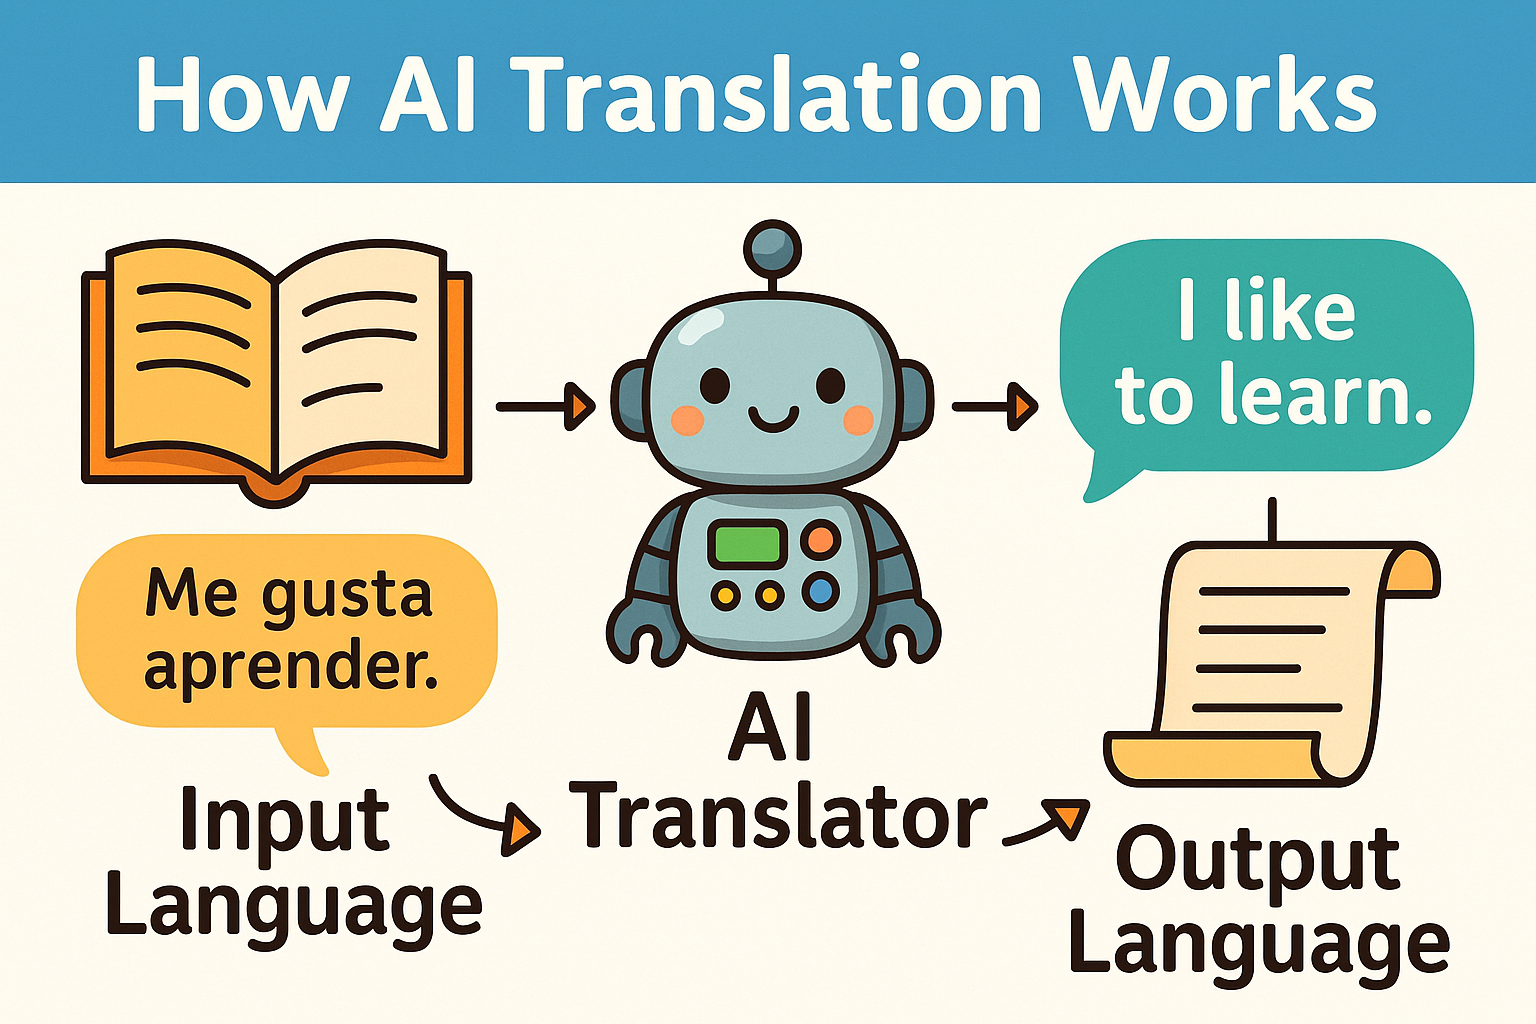 How AI Translation Works
Me gusta
aprender.
Input
Language
AI
Translator
I like
to learn.
Output
Language